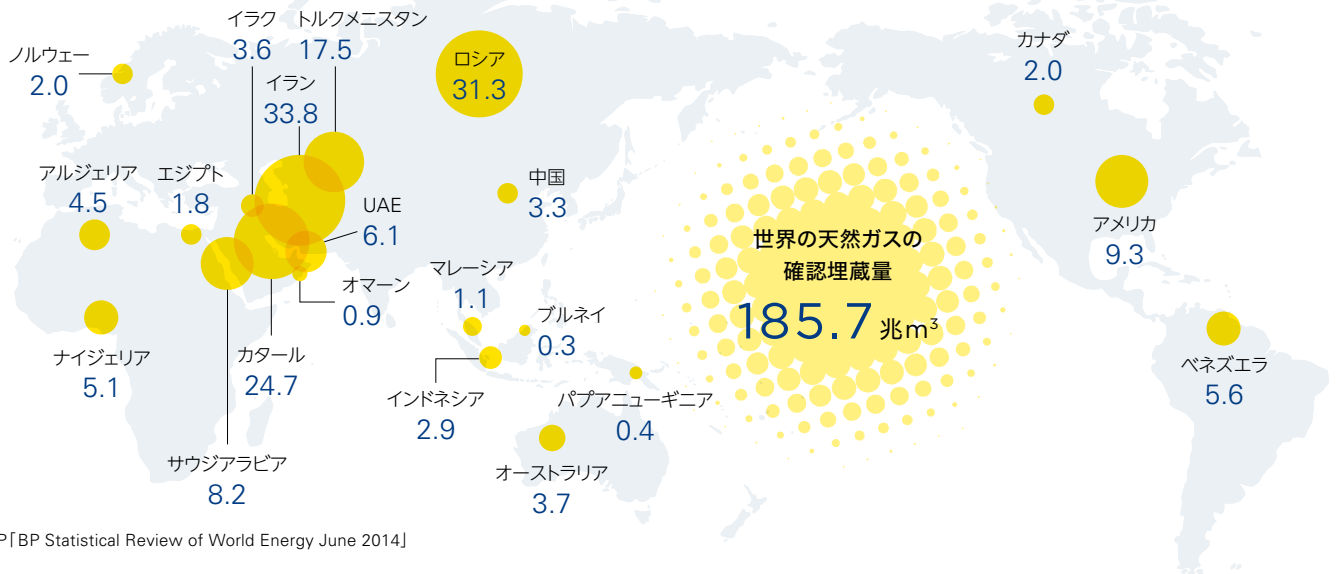 イラク
3.6
トルクメニスタン
17.5
ノルウェー
2.0
イラン
33.8
ロシア
31.3
カナダ
2.0
アルジェリア
4.5
エジプト
1.8
UAE
6.1
中国
3.3
アメリカ
9.3
オマーン
0.9
マレーシア
1.1
ブルネイ
0.3
世界の天然ガスの
確認埋蔵量
185.7 兆m³
ナイジェリア
5.1
カタール
24.7
インドネシア
2.9
パプアニューギニア
0.4
ベネズエラ
5.6
サウジアラビア
8.2
オーストラリア
3.7
P「BP Statistical Review of World Energy June 2014」